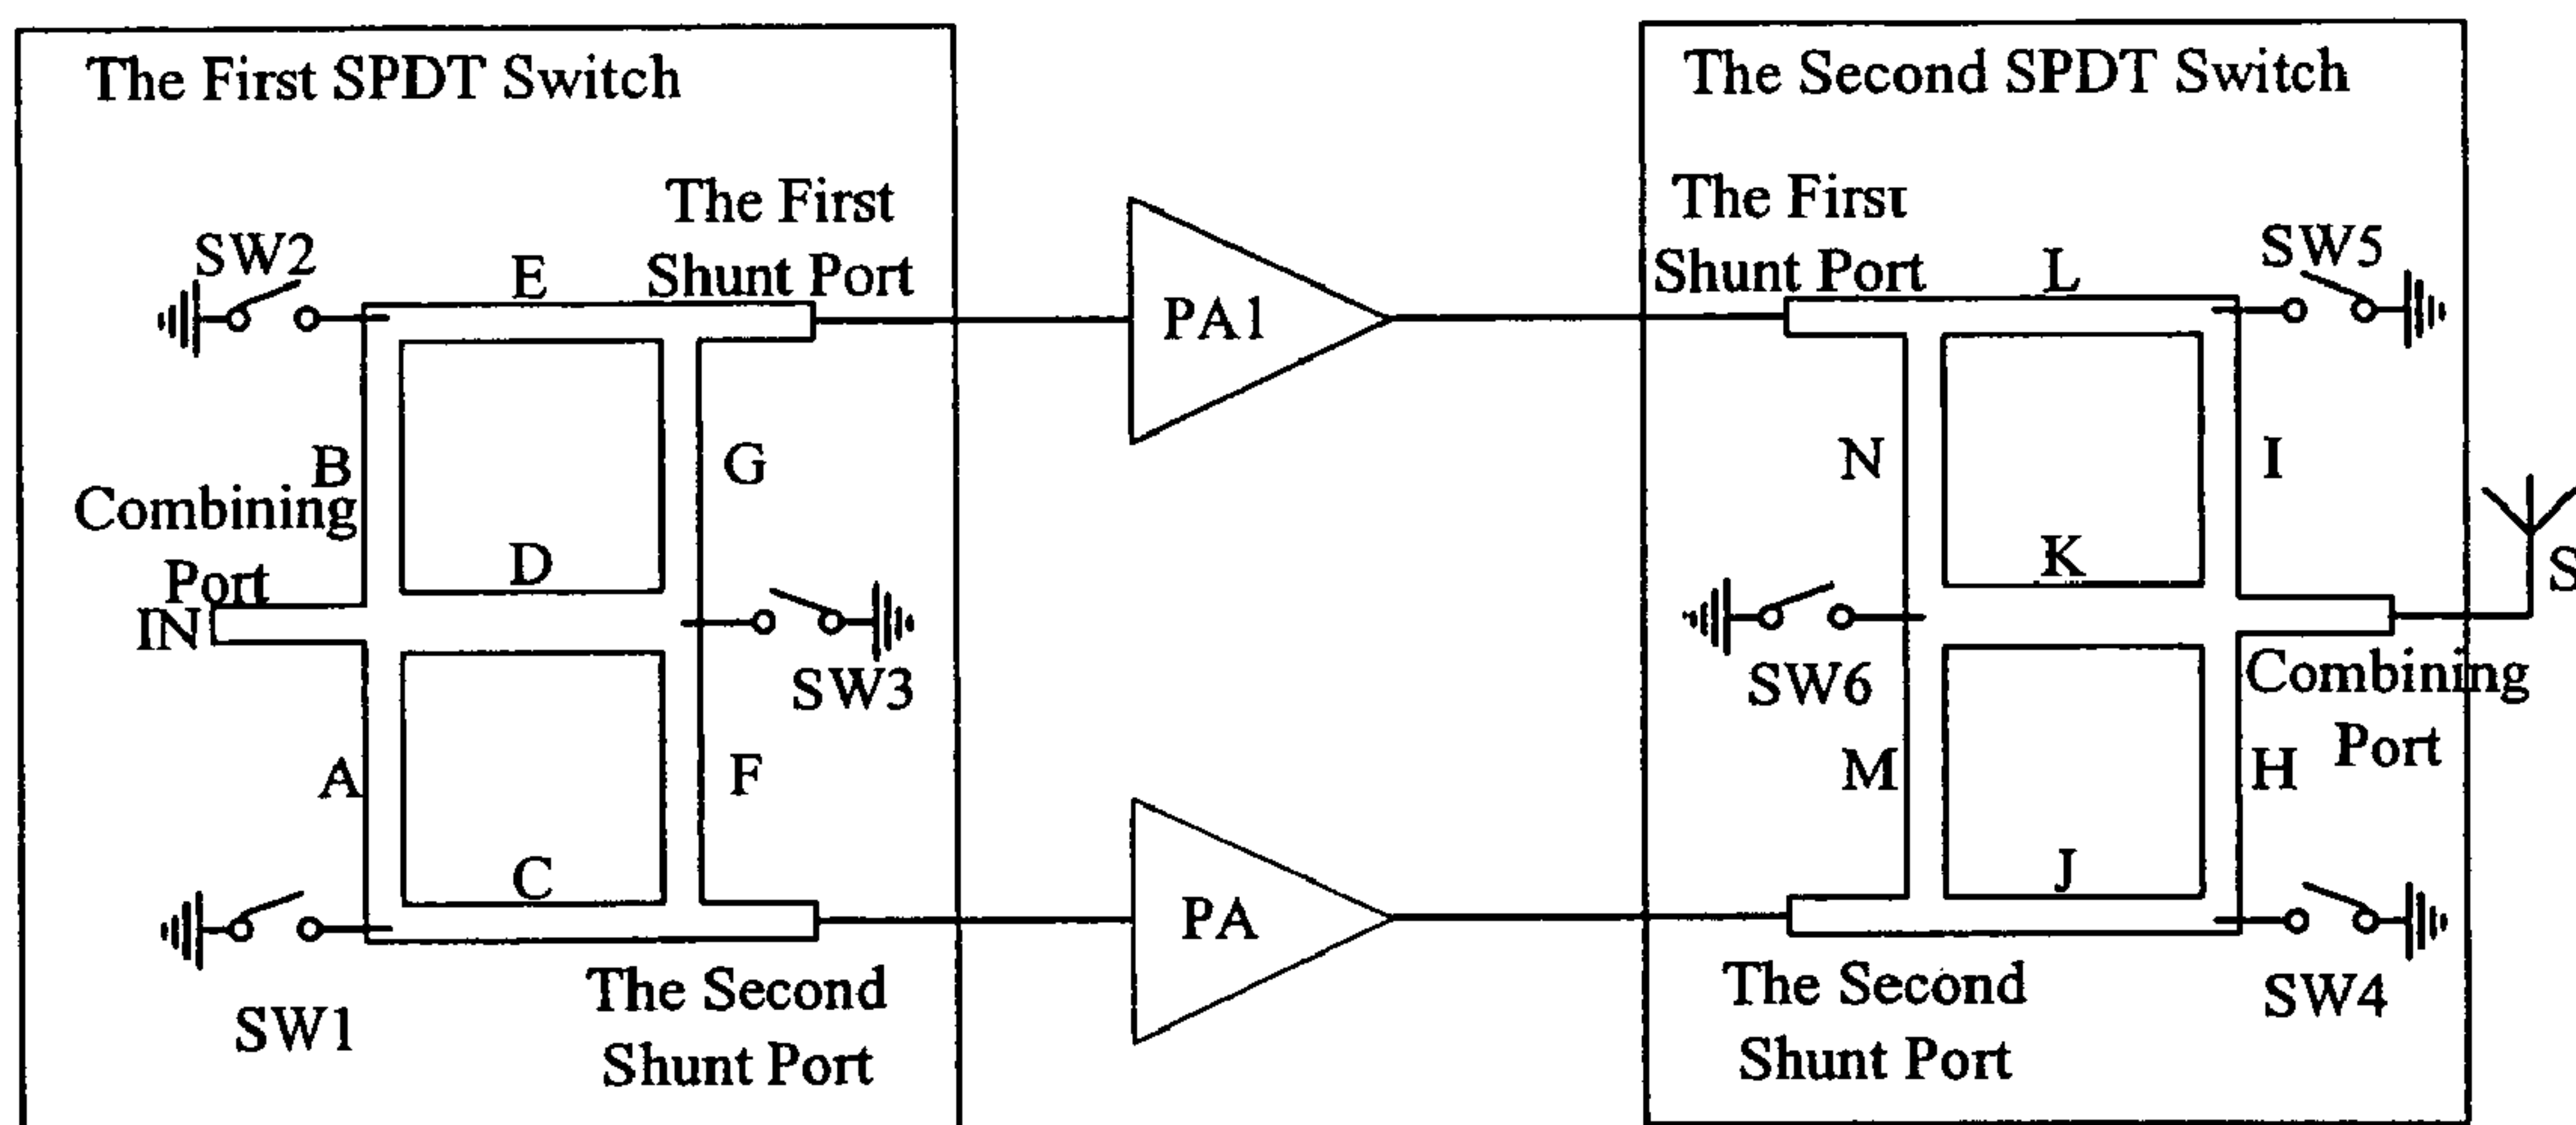 The First SPDT Switch
The Second SPDT Switch
The First
Shunt Port
SW2
E
B
G
Combining
Port
D
IN
SW3
A
F
C
SW1
The Second
Shunt Port
PA1
PA
The First
Shunt Port
L
SW5
N
I
K
S
SW6
Combining
Port
M
H
J
SW4
The Second
Shunt Port